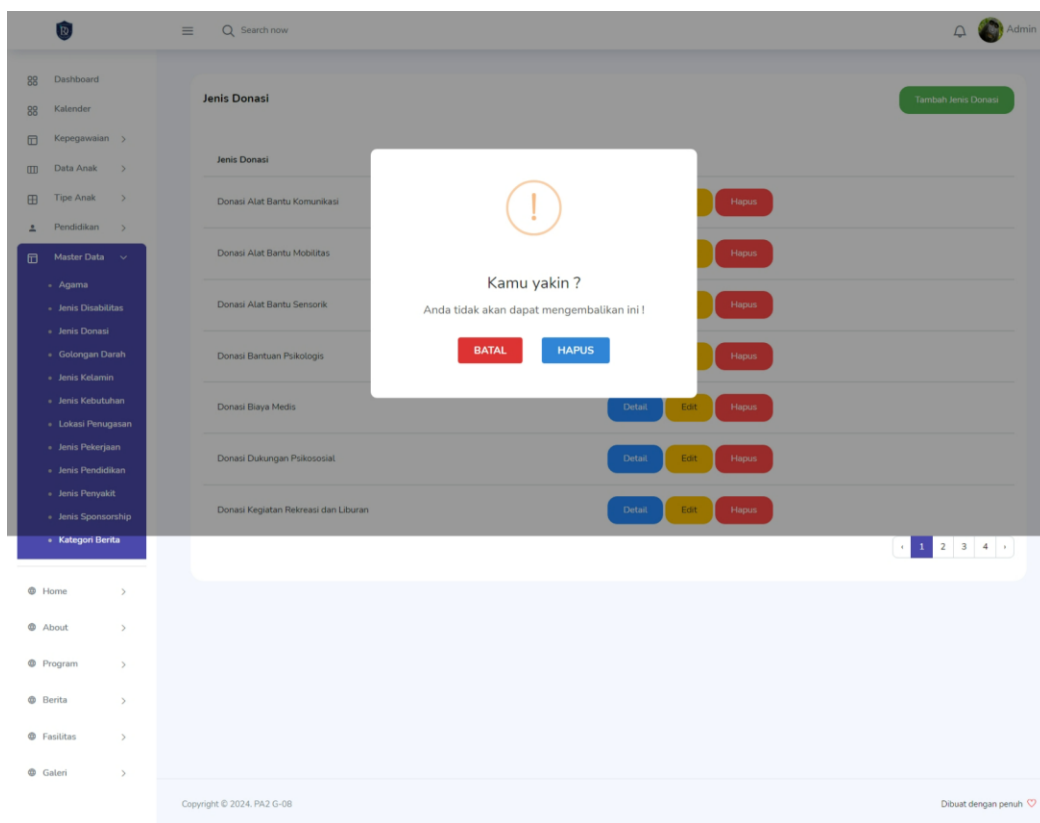 Search now
Admin
Dashboard
Kalender
Kepegawaian
Data Anak
Tipe Anak
Pendidikan
Master Data
Agama
Jenis Disabilitas
Jenis Donasi
Golongan Darah
Jenis Kelamin
Jenis Kebutuhan
Lokasi Penugasan
Jenis Pekerjaan
Jenis Pendidikan
Jenis Penyakit
Jenis Sponsorship
Kategori Berita
Home
About
Program
Berita
Fasilitas
Galeri
Jenis Donasi
Tambah Jenis Donasi
Jenis Donasi
Donasi Alat Bantu Komunikasi Hapus
Donasi Alat Bantu Mobilitas Hapus
Donasi Alat Bantu Sensorik Hapus
Donasi Bantuan Psikologis Hapus
Donasi Biaya Medis Detail Edit Hapus
Donasi Dukungan Psikososial Detail Edit Hapus
Donasi Kegiatan Rekreasi dan Liburan Detail Edit Hapus
!
Kamu yakin ?
Anda tidak akan dapat mengembalikan ini !
BATAL HAPUS
‹ 1 2 3 4 ›
Copyright © 2024. PA2 G-08
Dibuat dengan penuh